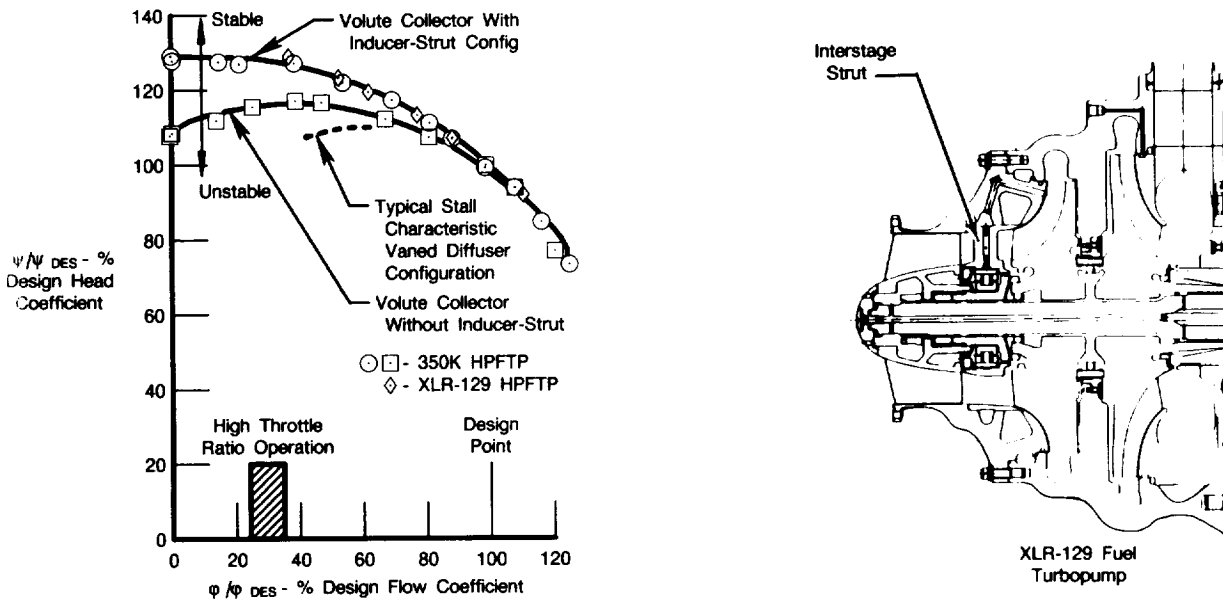 140
Stable
Volute Collector With
Inducer-Strut Config
120
100
Unstable
Typical Stall
Characteristic
Vaned Diffuser
Configuration
80
Ψ/Ψ DES - %
Design Head
Coefficient
Volute Collector
Without Inducer-Strut
60
- 350K HPFTP
- XLR-129 HPFTP
40
High Throttle
Ratio Operation
Design
Point
20
0
0 20 40 60 80 100 120
φ/φ DES - % Design Flow Coefficient
Interstage
Strut
XLR-129 Fuel
Turbopump